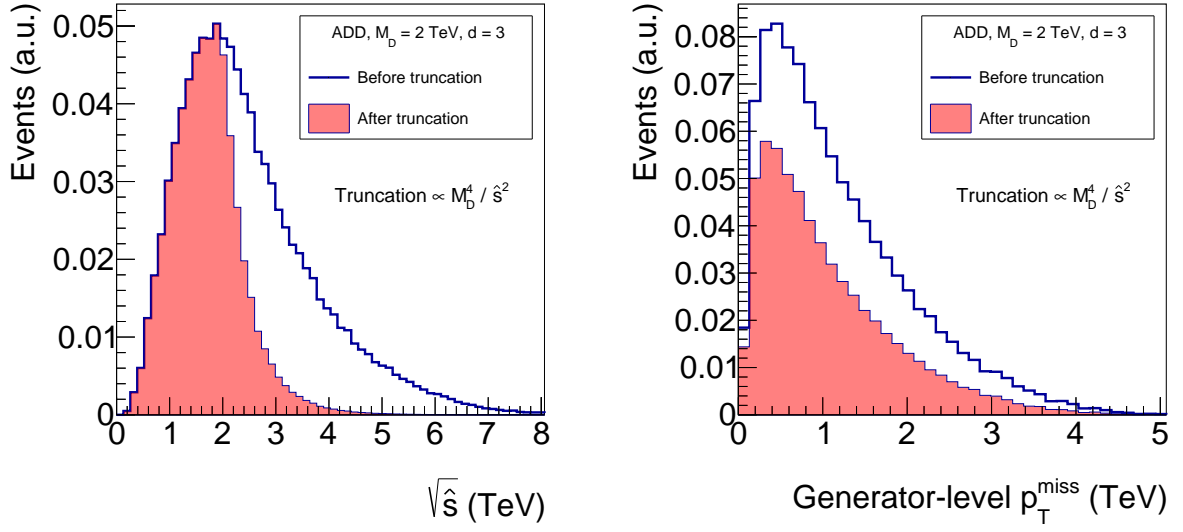 Events (a.u.)
0.05
0.04
0.03
0.02
0.01
0
ADD, M_D = 2 TeV, d = 3
Before truncation
After truncation
Truncation ∝ M_D^4 / ŝ^2
0 1 2 3 4 5 6 7 8
√ŝ (TeV)
Events (a.u.)
0.08
0.07
0.06
0.05
0.04
0.03
0.02
0.01
0
ADD, M_D = 2 TeV, d = 3
Before truncation
After truncation
Truncation ∝ M_D^4 / ŝ^2
0 1 2 3 4 5
Generator-level p_T^miss (TeV)